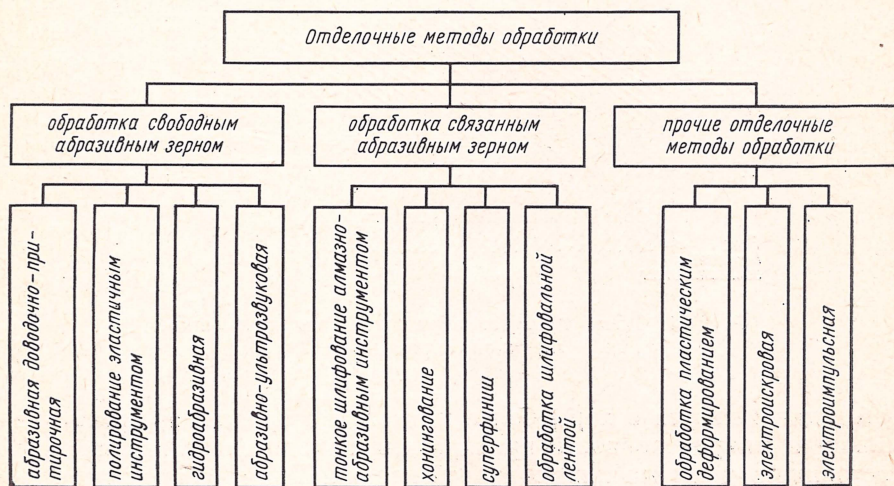 Отделочные методы обработки
обработка свободным
абразивным зерном
обработка связанным
абразивным зерном
прочие отделочные
методы обработки
абразивная доводочно-при-
тирочная
полирование эластичным
инструментом
гидроабразивная
абразивно-ультрозвуковая
тонкое шлифование алмазно-
абразивным инструментом
хонингование
суперфиниш
обработка шлифовальной
лентой
обработка пластическим
деформированием
электроискровая
электроимпульсная